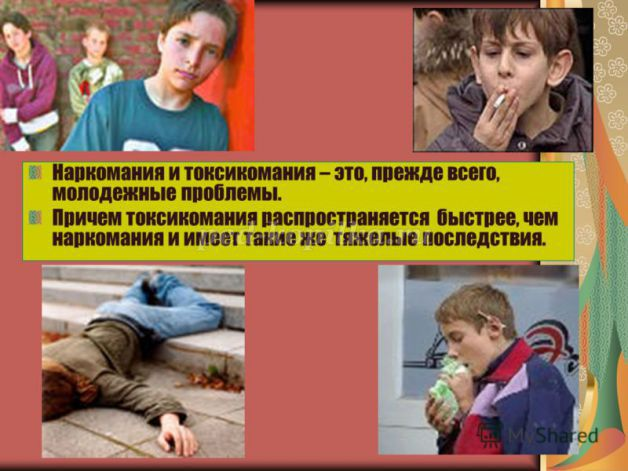 Наркомания и токсикомания – это, прежде всего,
молодежные проблемы.
Причем токсикомания распространяется быстрее, чем
наркомания и имеет такие же тяжелые последствия.
MyShared